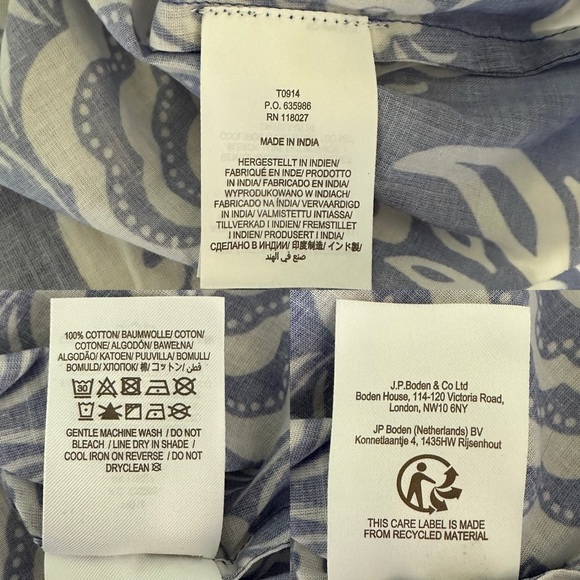 T0914
P.O. 635986
RN 118027
MADE IN INDIA
HERGESTELLT IN INDIEN/
FABRIQUÉ EN INDE/ PRODOTTO
IN INDIA/ FABRICADO EN INDIA/
WYPRODUKOWANO W INDIACH/
FABRICADO NA ÍNDIA/ VERVAARDIGD
IN INDIA/ VALMISTETTU INTIASSA/
TILLVERKAD I INDIEN/ FREMSTILLET
I INDIEN/ PRODUSERT I INDIA/
СДЕЛАНО В ИНДИИ/ 印度制造/ インド製/
صنع في الهند
100% COTTON/ BAUMWOLLE/ COTON/
COTONE/ ALGODÓN/ BAWEŁNA/
ALGODÃO/ KATOEN/ PUUVILLA/ BOMULL/
BOMULD/ ХЛОПОК/ 棉/ コットン/ قطن
30
GENTLE MACHINE WASH / DO NOT
BLEACH / LINE DRY IN SHADE /
COOL IRON ON REVERSE / DO NOT
DRYCLEAN
J.P.Boden & Co Ltd
Boden House, 114-120 Victoria Road,
London, NW10 6NY
JP Boden (Netherlands) BV
Konnetlaantje 4, 1435HW Rijsenhout
THIS CARE LABEL IS MADE
FROM RECYCLED MATERIAL